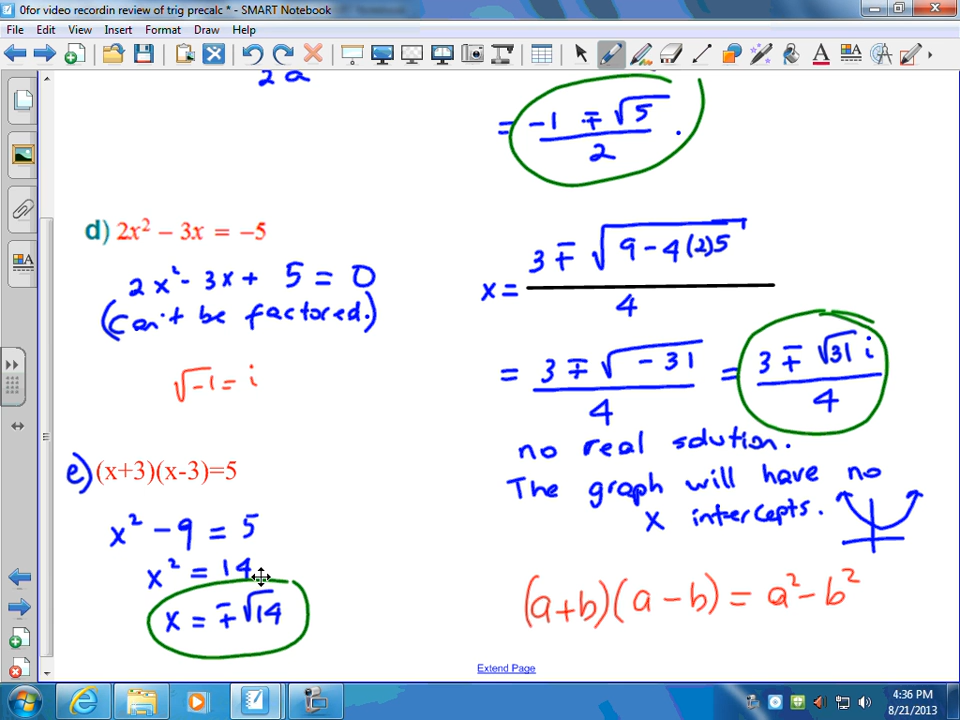 0for video recordin review of trig precalc * - SMART Notebook
File Edit View Insert Format Draw Help
2a
= (-1 ∓ √5)/2 .
d) 2x² − 3x = −5
2x² - 3x + 5 = 0
(Can't be factored.)
√-1 = i
x = (3 ∓ √(9 - 4(2)5))/4
= (3 ∓ √(-31))/4 = (3 ∓ √31 i)/4
no real solution.
The graph will have no
x intercepts.
e) (x+3)(x-3)=5
x² - 9 = 5
x² = 14
x = ∓√14
(a+b)(a-b) = a² - b²
Extend Page
4:36 PM
8/21/2013